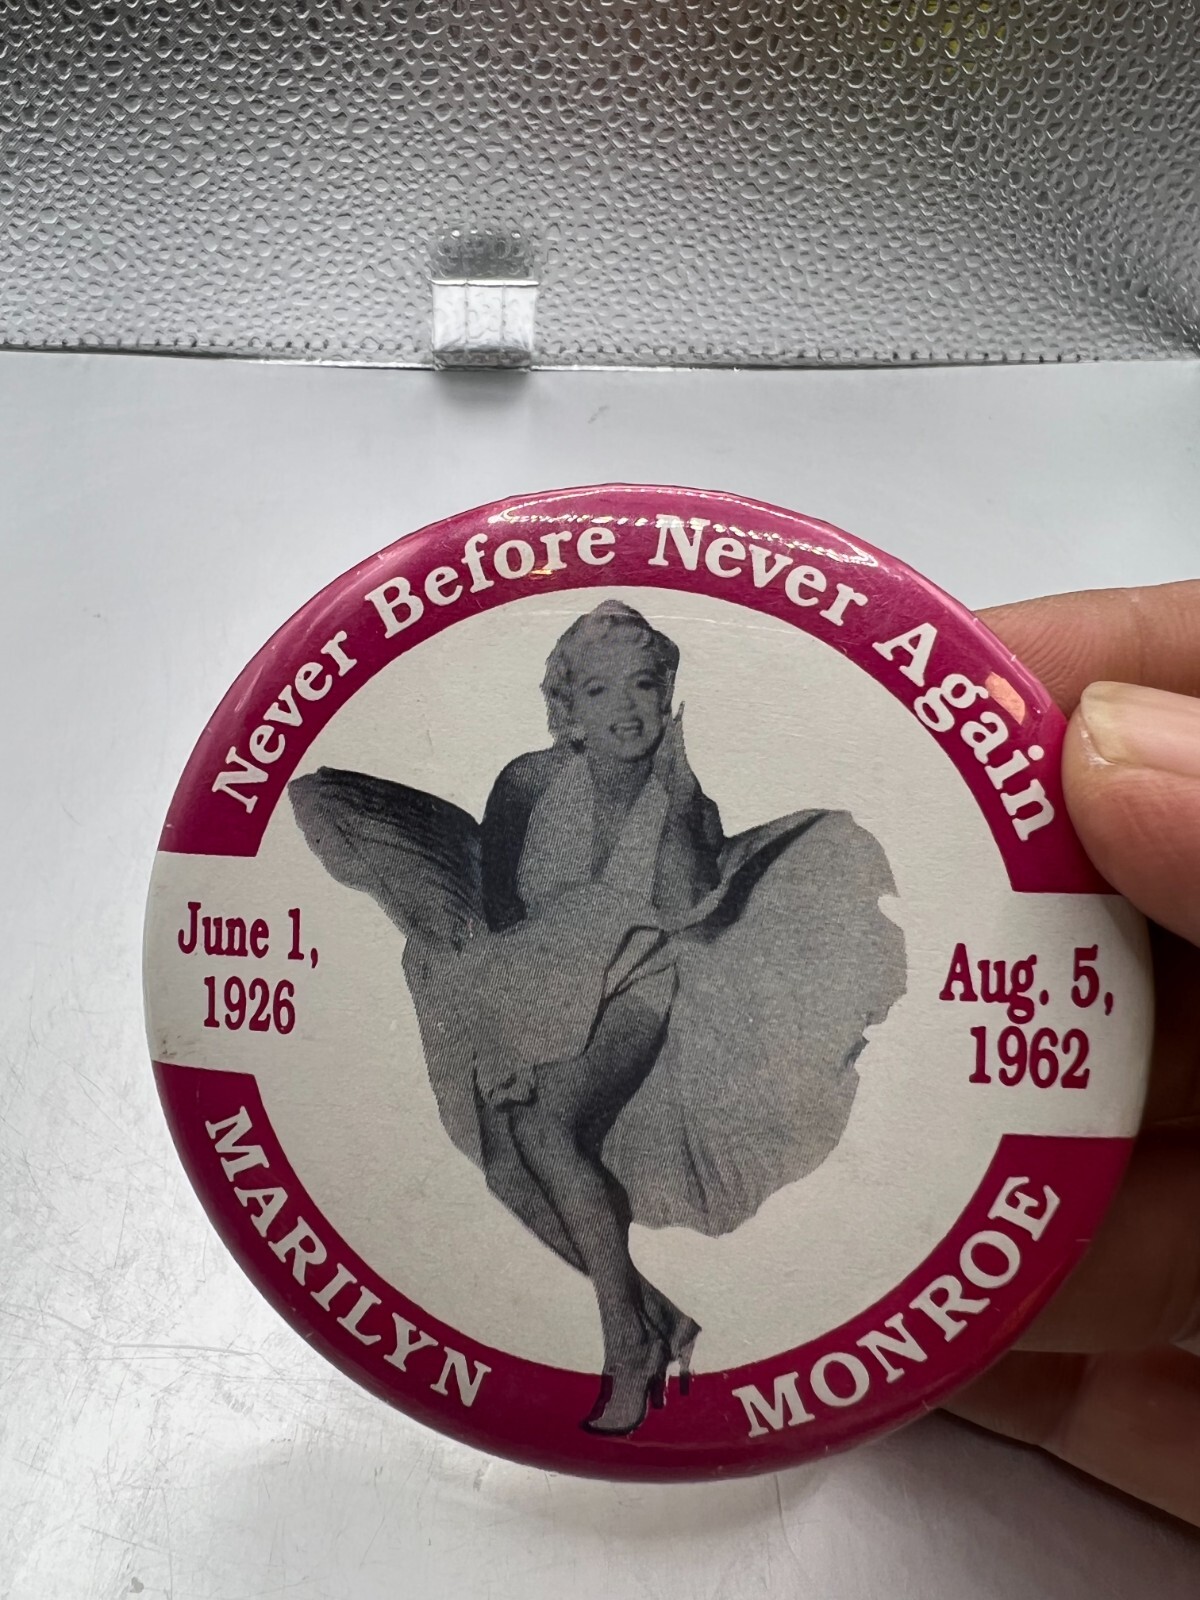 Never Before Never Again
June 1,
1926
Aug. 5,
1962
MARILYN MONROE